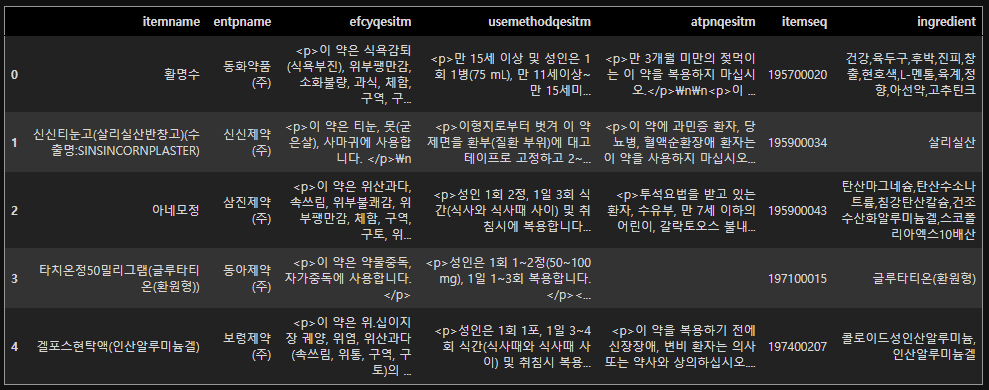 itemname entpname efcyqesitm usemethodqesitm atpnqesitm itemseq ingredient
0 활명수 동화약품(주) <p>이 약은 식욕감퇴(식욕부진), 위부팽만감, 소화불량, 과식, 체함, 구역, 구... <p>만 15세 이상 및 성인은 1회 1병(75 mL), 만 11세이상~만 15세미... <p>만 3개월 미만의 젖먹이는 이 약을 복용하지 마십시오.</p>\n\n<p>이 ... 195700020 건강,육두구,후박,진피,창출,현호색,L-멘톨,육계,정향,아선약,고추틴크
1 신신티눈고(살리실산반창고)(수출명:SINSINCORNPLASTER) 신신제약(주) <p>이 약은 티눈, 못(굳은살), 사마귀에 사용합니다. </p>\n <p>이형지로부터 벗겨 이 약 제면을 환부(질환 부위)에 대고 테이프로 고정하고 2~... <p>이 약에 과민증 환자, 당뇨병, 혈액순환장애 환자는 이 약을 사용하지 마십시오... 195900034 살리실산
2 아네모정 삼진제약(주) <p>이 약은 위산과다, 속쓰림, 위부불쾌감, 위부팽만감, 체함, 구역, 구토, 위... <p>성인 1회 2정, 1일 3회 식간(식사와 식사때 사이) 및 취침시에 복용합니다... <p>투석요법을 받고 있는 환자, 수유부, 만 7세 이하의 어린이, 갈락토오스 불내... 195900043 탄산마그네슘,탄산수소나트륨,침강탄산칼슘,건조수산화알루미늄겔,스코폴리아엑스10배산
3 타치온정50밀리그램(글루타티온(환원형)) 동아제약(주) <p>이 약은 약물중독, 자가중독에 사용합니다. </p> <p>성인은 1회 1~2정(50~100 mg), 1일 1~3회 복용합니다. </p><... 197100015 글루타티온(환원형)
4 겔포스현탁액(인산알루미늄겔) 보령제약(주) <p>이 약은 위.십이지장 궤양, 위염, 위산과다(속쓰림, 위통, 구역, 구토)의 ... <p>성인은 1회 1포, 1일 3~4회 식간(식사때와 식사때 사이) 및 취침시 복용... <p>이 약을 복용하기 전에 신장장애, 변비 환자는 의사 또는 약사와 상의하십시오.... 197400207 콜로이드성인산알루미늄,인산알루미늄겔